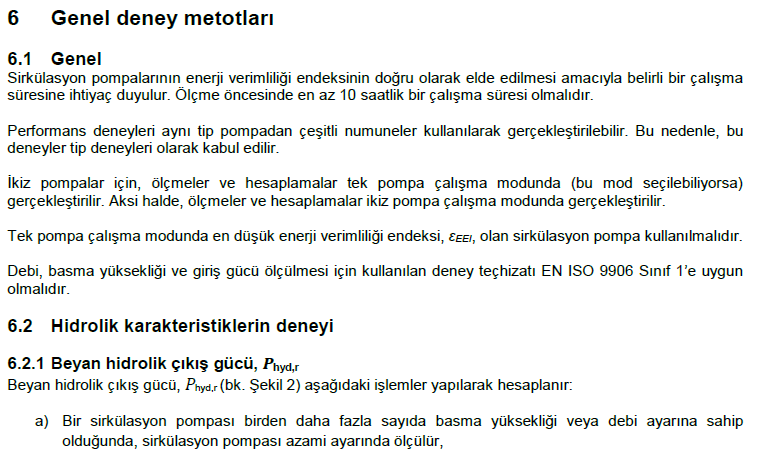 6 Genel deney metotları
6.1 Genel
Sirkülasyon pompalarının enerji verimliliği endeksinin doğru olarak elde edilmesi amacıyla belirli bir çalışma
süresine ihtiyaç duyulur. Ölçme öncesinde en az 10 saatlik bir çalışma süresi olmalıdır.
Performans deneyleri aynı tip pompadan çeşitli numuneler kullanılarak gerçekleştirilebilir. Bu nedenle, bu
deneyler tip deneyleri olarak kabul edilir.
İkiz pompalar için, ölçmeler ve hesaplamalar tek pompa çalışma modunda (bu mod seçilebiliyorsa)
gerçekleştirilir. Aksi halde, ölçmeler ve hesaplamalar ikiz pompa çalışma modunda gerçekleştirilir.
Tek pompa çalışma modunda en düşük enerji verimliliği endeksi, εEEI, olan sirkülasyon pompa kullanılmalıdır.
Debi, basma yüksekliği ve giriş gücü ölçülmesi için kullanılan deney teçhizatı EN ISO 9906 Sınıf 1'e uygun
olmalıdır.
6.2 Hidrolik karakteristiklerin deneyi
6.2.1 Beyan hidrolik çıkış gücü, Phyd,r
Beyan hidrolik çıkış gücü, Phyd,r (bk. Şekil 2) aşağıdaki işlemler yapılarak hesaplanır:
a) Bir sirkülasyon pompası birden daha fazla sayıda basma yüksekliği veya debi ayarına sahip
olduğunda, sirkülasyon pompası azami ayarında ölçülür,